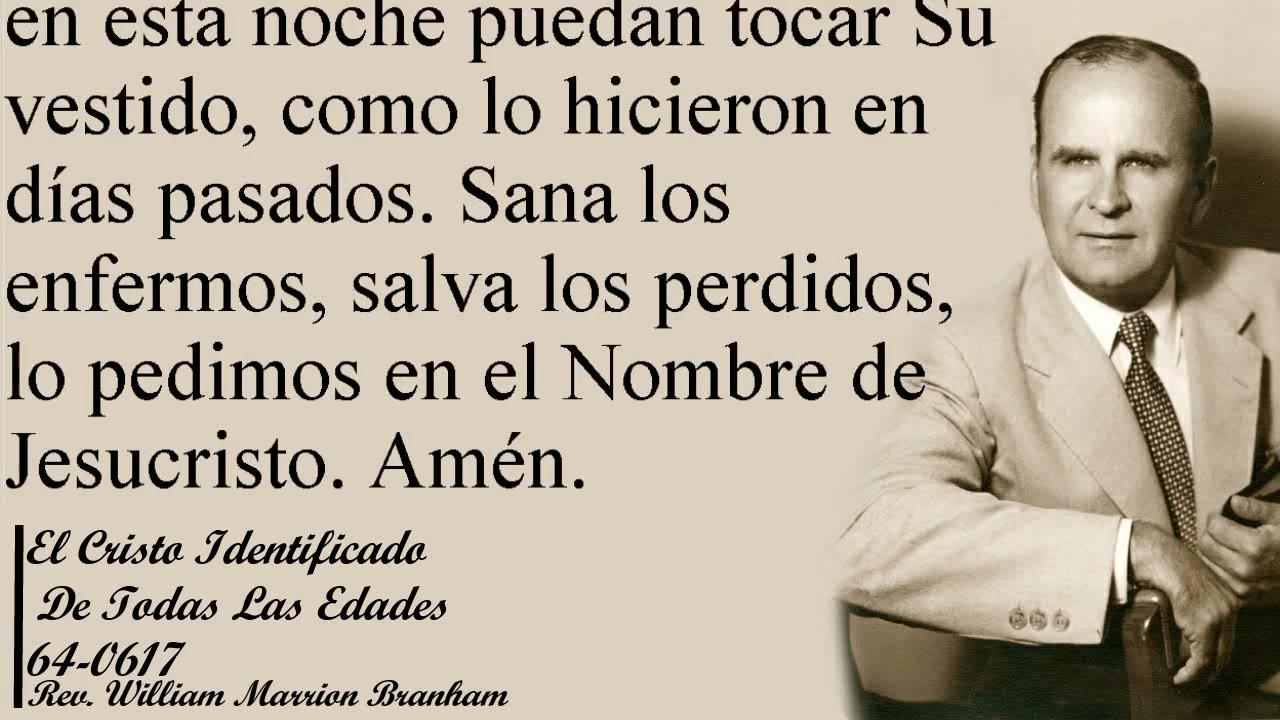 en esta noche puedan tocar Su
vestido, como lo hicieron en
días pasados. Sana los
enfermos, salva los perdidos,
lo pedimos en el Nombre de
Jesucristo. Amén.
El Cristo Identificado
De Todas Las Edades
64-0617
Rev. William Marrion Branham